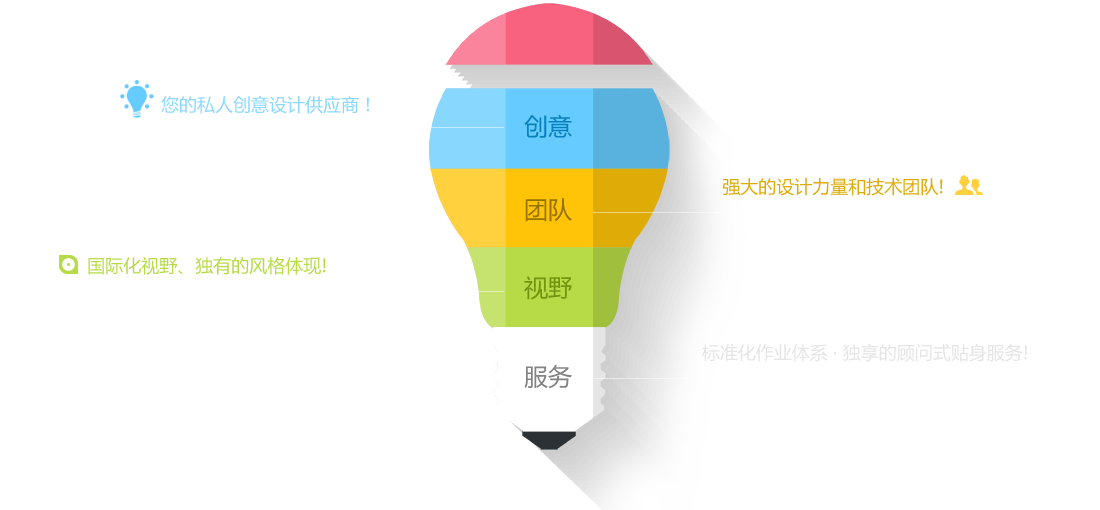 您的私人创意设计供应商！
创意
强大的设计力量和技术团队!
团队
国际化视野、独有的风格体现!
视野
标准化作业体系 · 独享的顾问式贴身服务!
服务